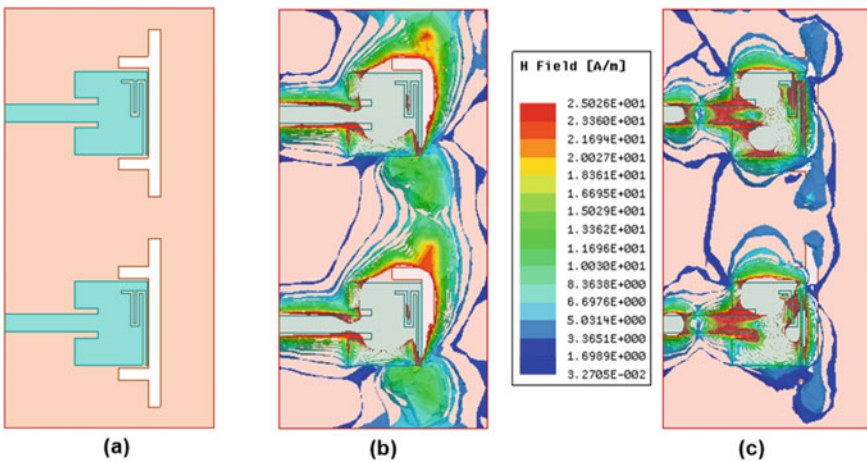 H Field [A/m]
2.5026E+001
2.3360E+001
2.1694E+001
2.0027E+001
1.8361E+001
1.6695E+001
1.5029E+001
1.3362E+001
1.1696E+001
1.0030E+001
8.3638E+000
6.6976E+000
5.0314E+000
3.3651E+000
1.6989E+000
3.2705E-002
(a)
(b)
(c)